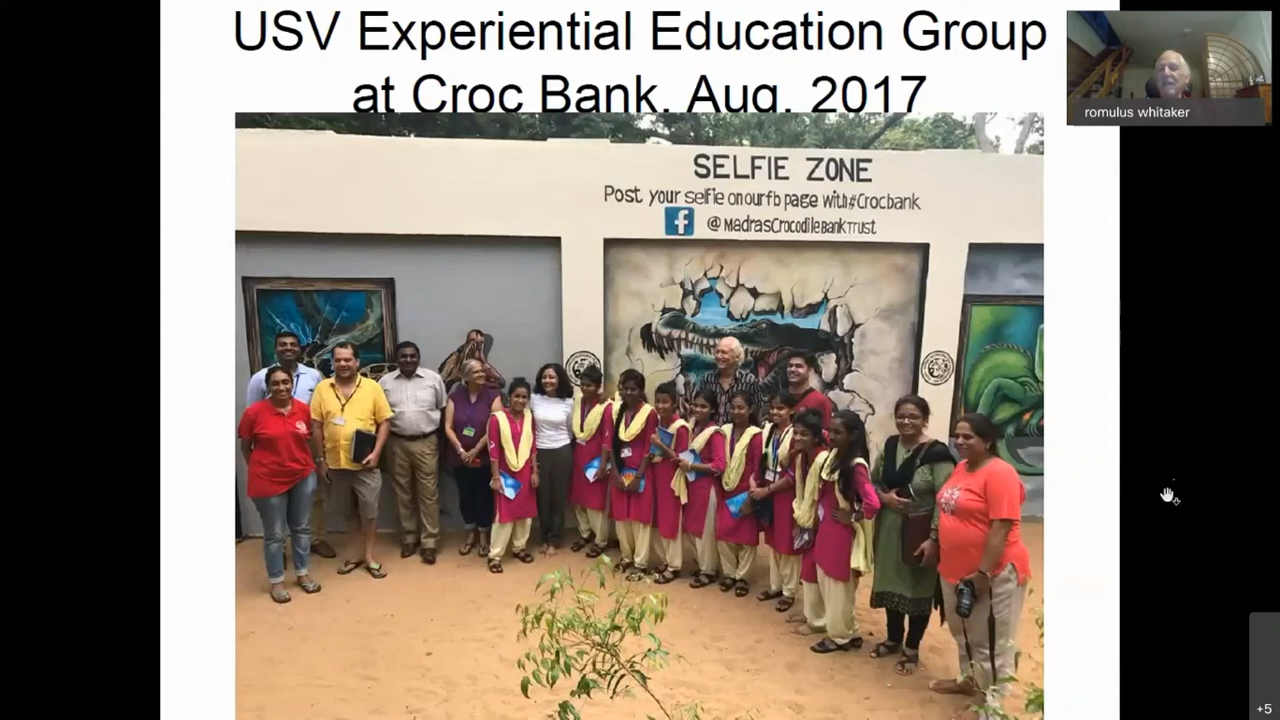 USV Experiential Education Group
at Croc Bank, Aug, 2017
romulus whitaker
SELFIE ZONE
Post your selfie on our fb page with #Crocbank
f @MadrasCrocodileBankTrust
+5